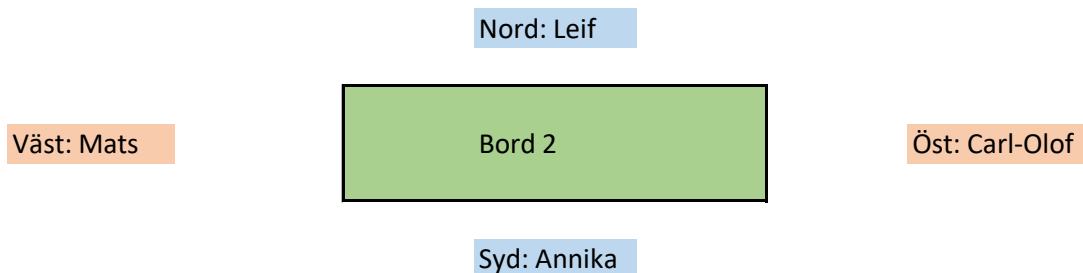 Nord: Leif
Väst: Mats
Bord 2
Öst: Carl-Olof
Syd: Annika